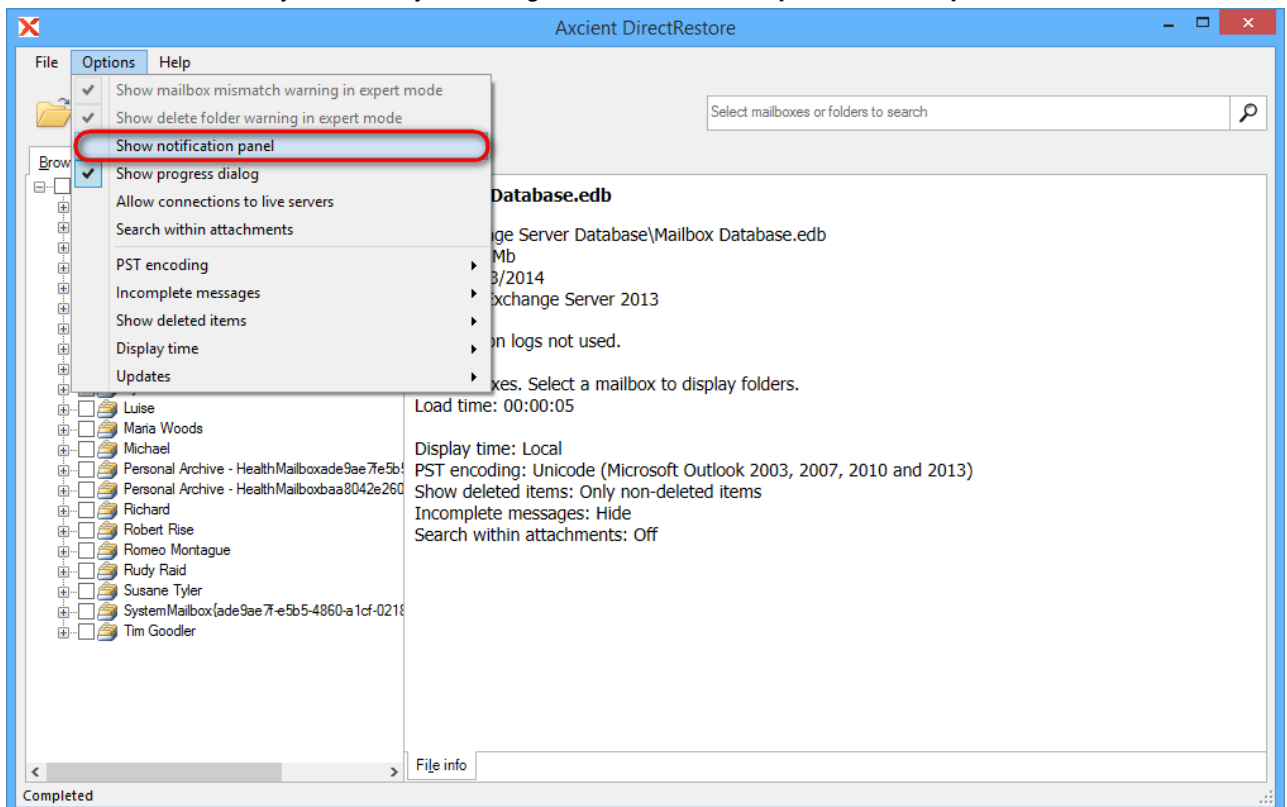 Axcient DirectRestore
File Options Help
Show mailbox mismatch warning in expert mode
Show delete folder warning in expert mode
Show notification panel
Show progress dialog
Allow connections to live servers
Search within attachments
PST encoding
Incomplete messages
Show deleted items
Display time
Updates
Select mailboxes or folders to search
Brow
Database.edb
ge Server Database\Mailbox Database.edb
Mb
3/2014
xchange Server 2013
n logs not used.
xes. Select a mailbox to display folders.
Load time: 00:00:05
Display time: Local
PST encoding: Unicode (Microsoft Outlook 2003, 2007, 2010 and 2013)
Show deleted items: Only non-deleted items
Incomplete messages: Hide
Search within attachments: Off
Luise
Maria Woods
Michael
Personal Archive - HealthMailboxade9ae7fe5b5
Personal Archive - HealthMailboxbaa8042e260
Richard
Robert Rise
Romeo Montague
Rudy Raid
Susane Tyler
SystemMailbox{ade9ae7f-e5b5-4860-a1cf-0218
Tim Goodler
File info
Completed